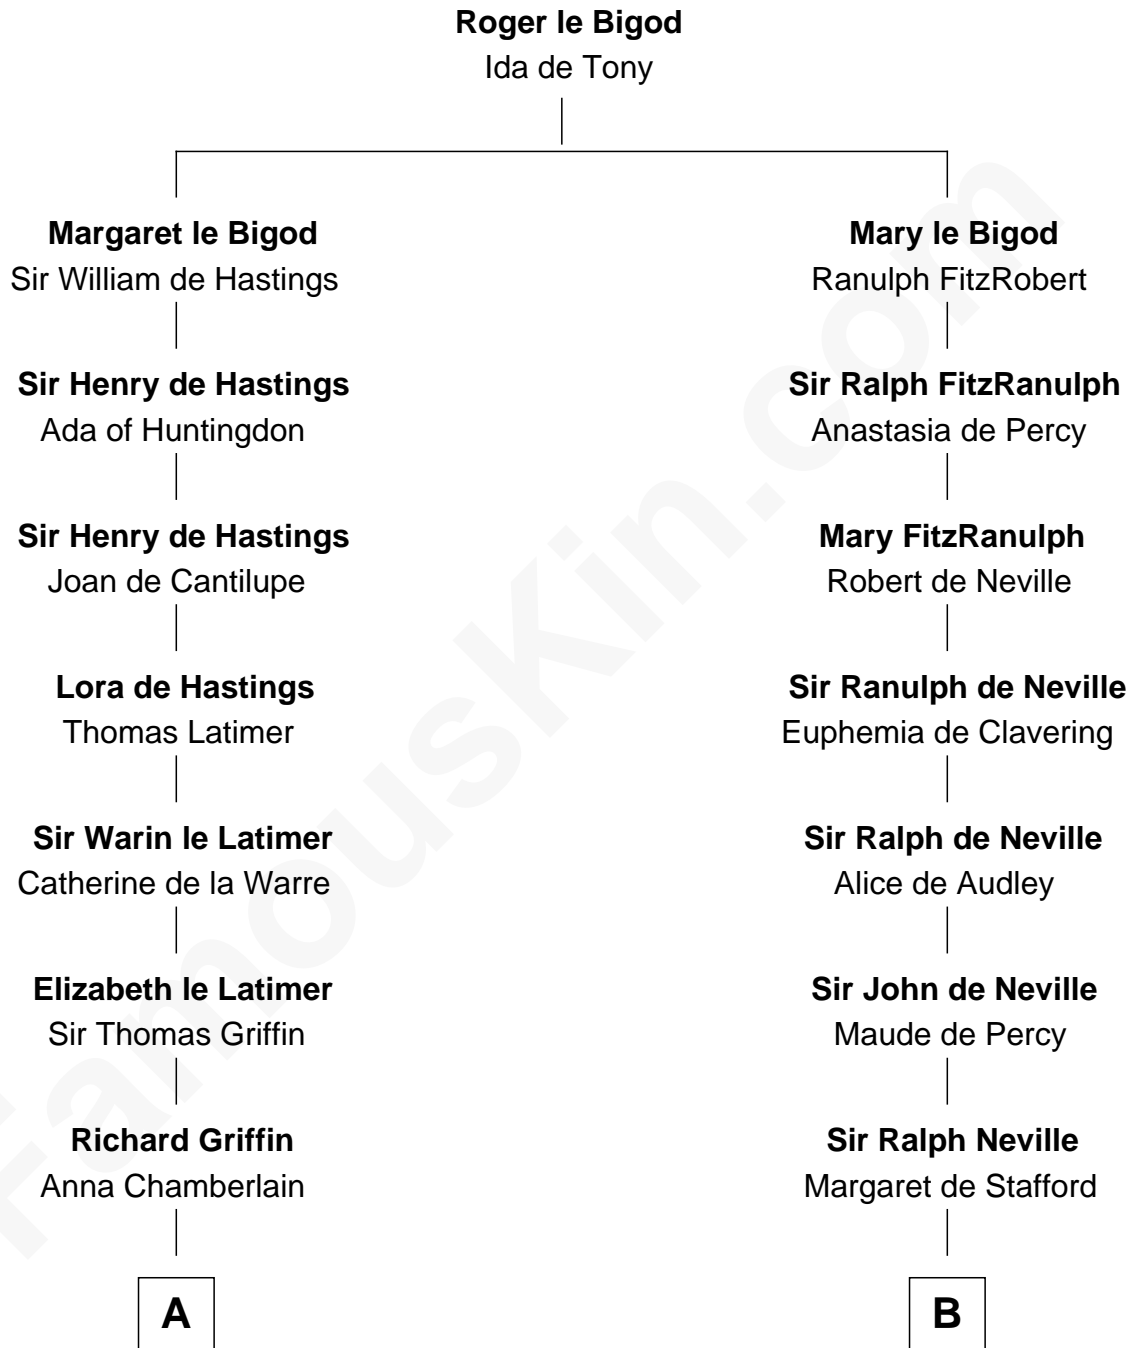 Roger le Bigod
Ida de Tony
Margaret le Bigod
Sir William de Hastings
Mary le Bigod
Ranulph FitzRobert
Sir Henry de Hastings
Ada of Huntingdon
Sir Ralph FitzRanulph
Anastasia de Percy
Sir Henry de Hastings
Joan de Cantilupe
Mary FitzRanulph
Robert de Neville
Lora de Hastings
Thomas Latimer
Sir Ranulph de Neville
Euphemia de Clavering
Sir Warin le Latimer
Catherine de la Warre
Sir Ralph de Neville
Alice de Audley
Elizabeth le Latimer
Sir Thomas Griffin
Sir John de Neville
Maude de Percy
Richard Griffin
Anna Chamberlain
Sir Ralph Neville
Margaret de Stafford
A
B
FamousKin.com